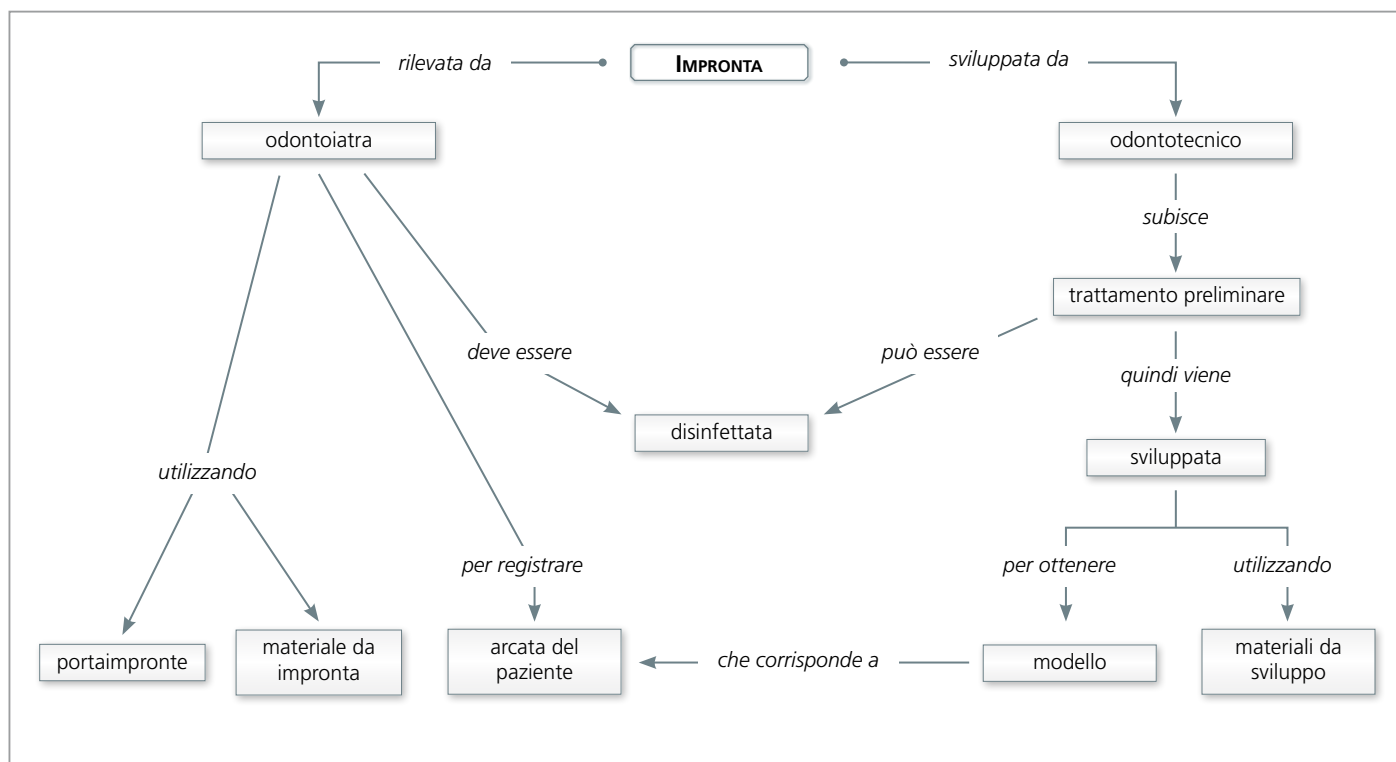 rilevata da
IMPRONTA
sviluppata da
odontoiatra
odontotecnico
subisce
trattamento preliminare
deve essere
può essere
quindi viene
disinfettata
sviluppata
utilizzando
per registrare
per ottenere
utilizzando
portaimpronte
materiale da
impronta
arcata del
paziente
che corrisponde a
modello
materiali da
sviluppo